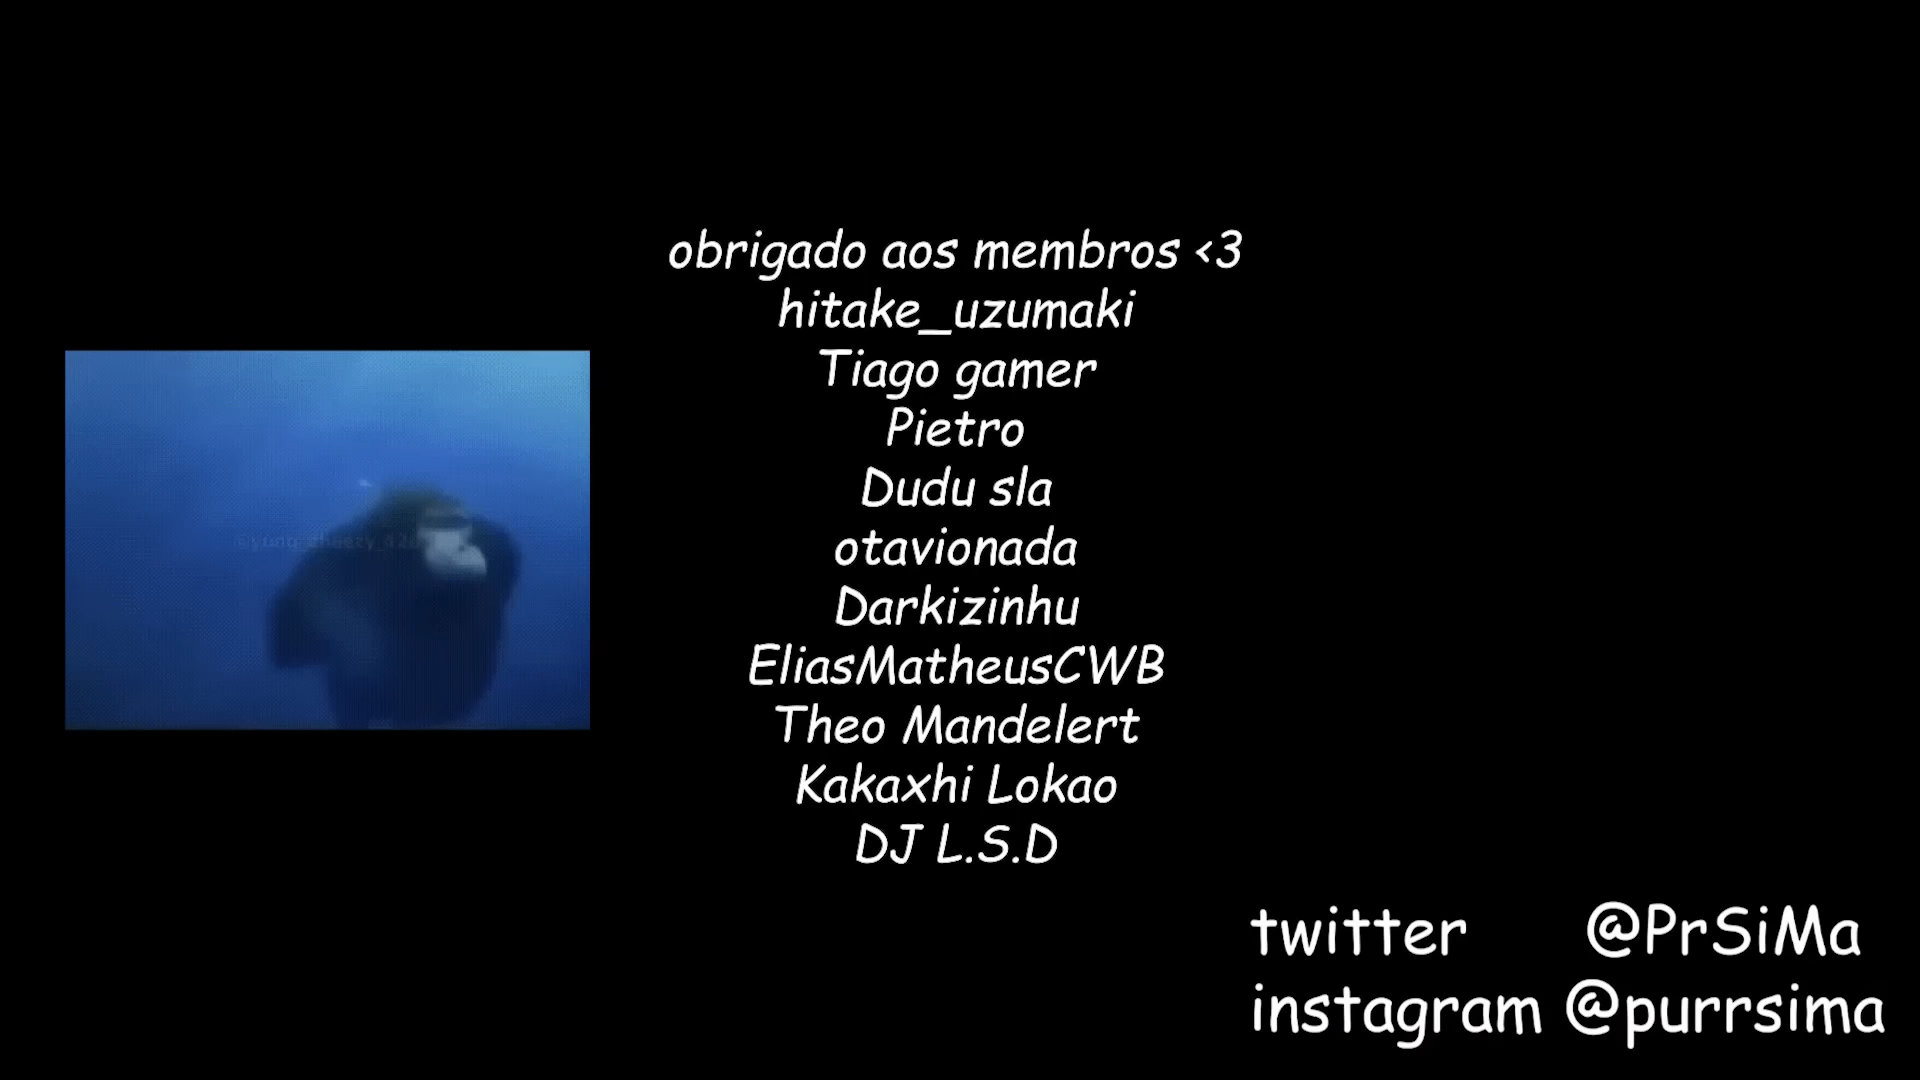 obrigado aos membros <3
hitake_uzumaki
Tiago gamer
Pietro
Dudu sla
otavionada
Darkizinhu
EliasMatheusCWB
Theo Mandelert
Kakaxhi Lokao
DJ L.S.D
twitter @PrSiMa
instagram @purrsima